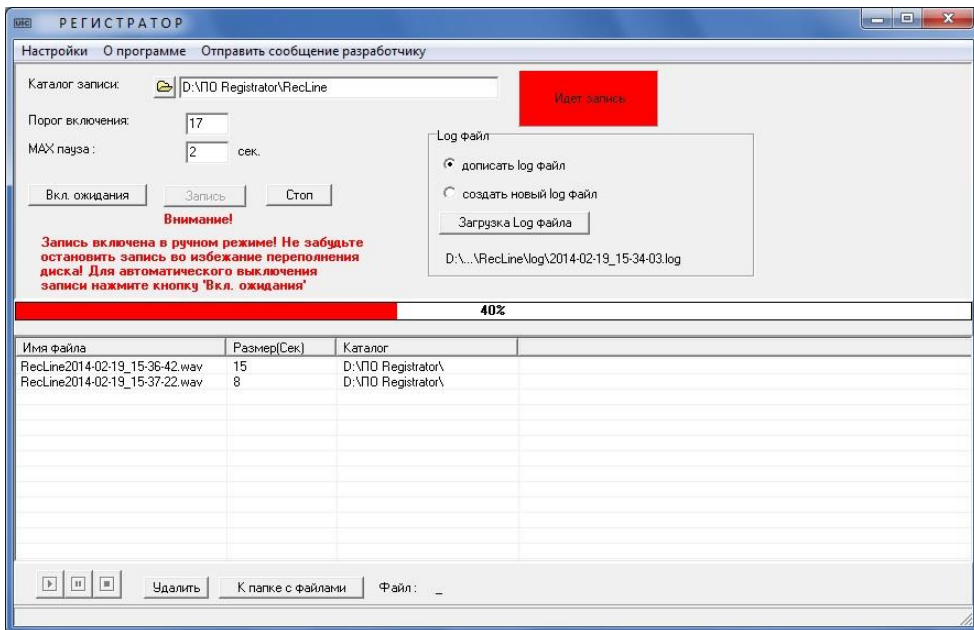 UIC РЕГИСТРАТОР
Настройки О программе Отправить сообщение разработчику
Каталог записи: D:\ПО Registrator\RecLine
Идет запись
Порог включения: 17
MAX пауза : 2 сек.
Вкл. ожидания Запись Стоп
Внимание!
Запись включена в ручном режиме! Не забудьте
остановить запись во избежание переполнения
диска! Для автоматического выключения
записи нажмите кнопку 'Вкл. ожидания'
Log файл
дописать log файл
создать новый log файл
Загрузка Log файла
D:\...\RecLine\log\2014-02-19_15-34-03.log
40%
Имя файла Размер(Сек) Каталог
RecLine2014-02-19_15-36-42.wav 15 D:\ПО Registrator\
RecLine2014-02-19_15-37-22.wav 8 D:\ПО Registrator\
Удалить К папке с файлами Файл : _